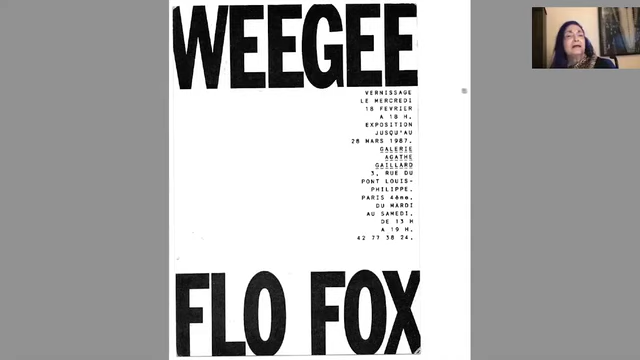 WEEGEE
VERNISSAGE
LE MERCREDI
18 FEVRIER
A 18 H.
EXPOSITION
JUSQU'AU
28 MARS 1987.
GALERIE
AGATHE
GAILLARD
3, RUE DU
PONT LOUIS-
PHILIPPE.
PARIS 4ème.
DU MARDI
AU SAMEDI.
DE 13 H
A 19 H.
42 77 38 24.
FLO FOX